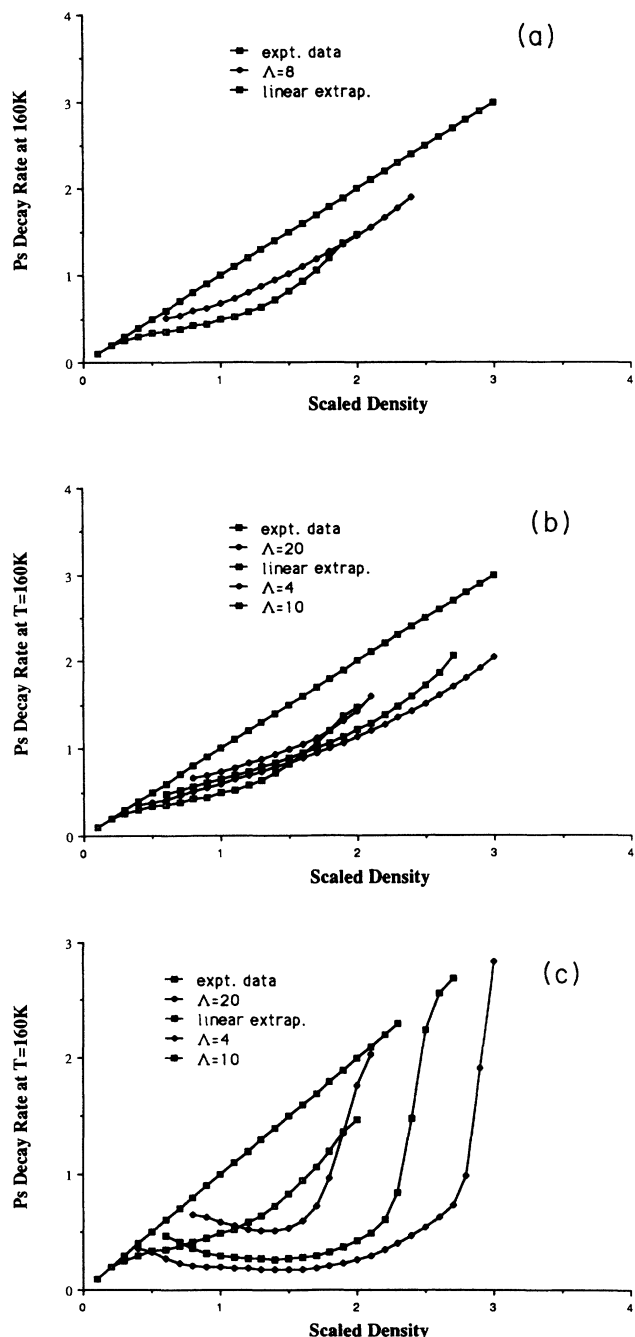 (a)
4
expt. data
Λ=8
linear extrap.
3
2
1
0
Ps Decay Rate at 160K
0 1 2 3 4
Scaled Density
(b)
4
expt. data
Λ=20
linear extrap.
Λ=4
Λ=10
3
2
1
0
Ps Decay Rate at T=160K
0 1 2 3 4
Scaled Density
(c)
3
expt. data
Λ=20
linear extrap.
Λ=4
Λ=10
2
1
0
Ps Decay Rate at T=160K
0 1 2 3 4
Scaled Density